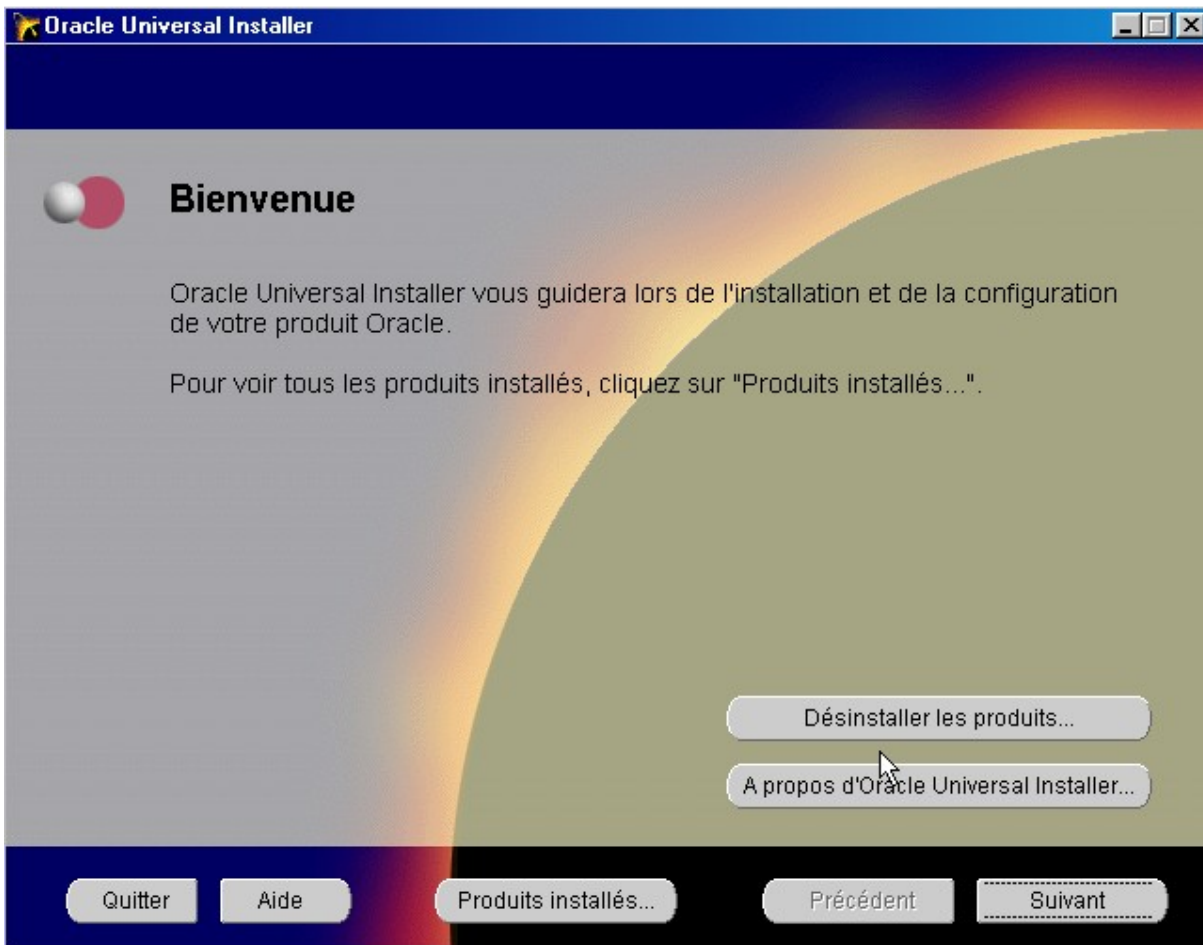 Oracle Universal Installer
Bienvenue
Oracle Universal Installer vous guidera lors de l'installation et de la configuration
de votre produit Oracle.
Pour voir tous les produits installés, cliquez sur "Produits installés...".
Désinstaller les produits...
A propos d'Oracle Universal Installer...
Quitter
Aide
Produits installés...
Précédent
Suivant